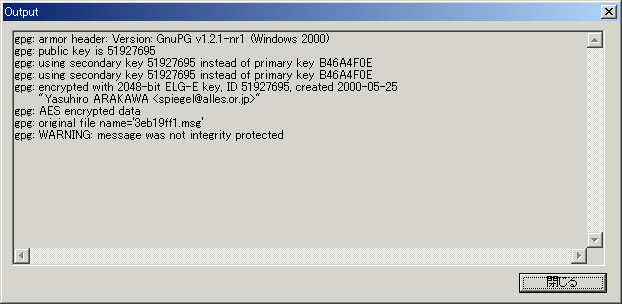 Output
gpg: armor header: Version: GnuPG v1.2.1-nr1 (Windows 2000)
gpg: public key is 51927695
gpg: using secondary key 51927695 instead of primary key B46A4F0E
gpg: using secondary key 51927695 instead of primary key B46A4F0E
gpg: encrypted with 2048-bit ELG-E key, ID 51927695, created 2000-05-25
"Yasuhiro ARAKAWA <spiegel@alles.or.jp>"
gpg: AES encrypted data
gpg: original file name='3eb19ff1.msg'
gpg: WARNING: message was not integrity protected
閉じる